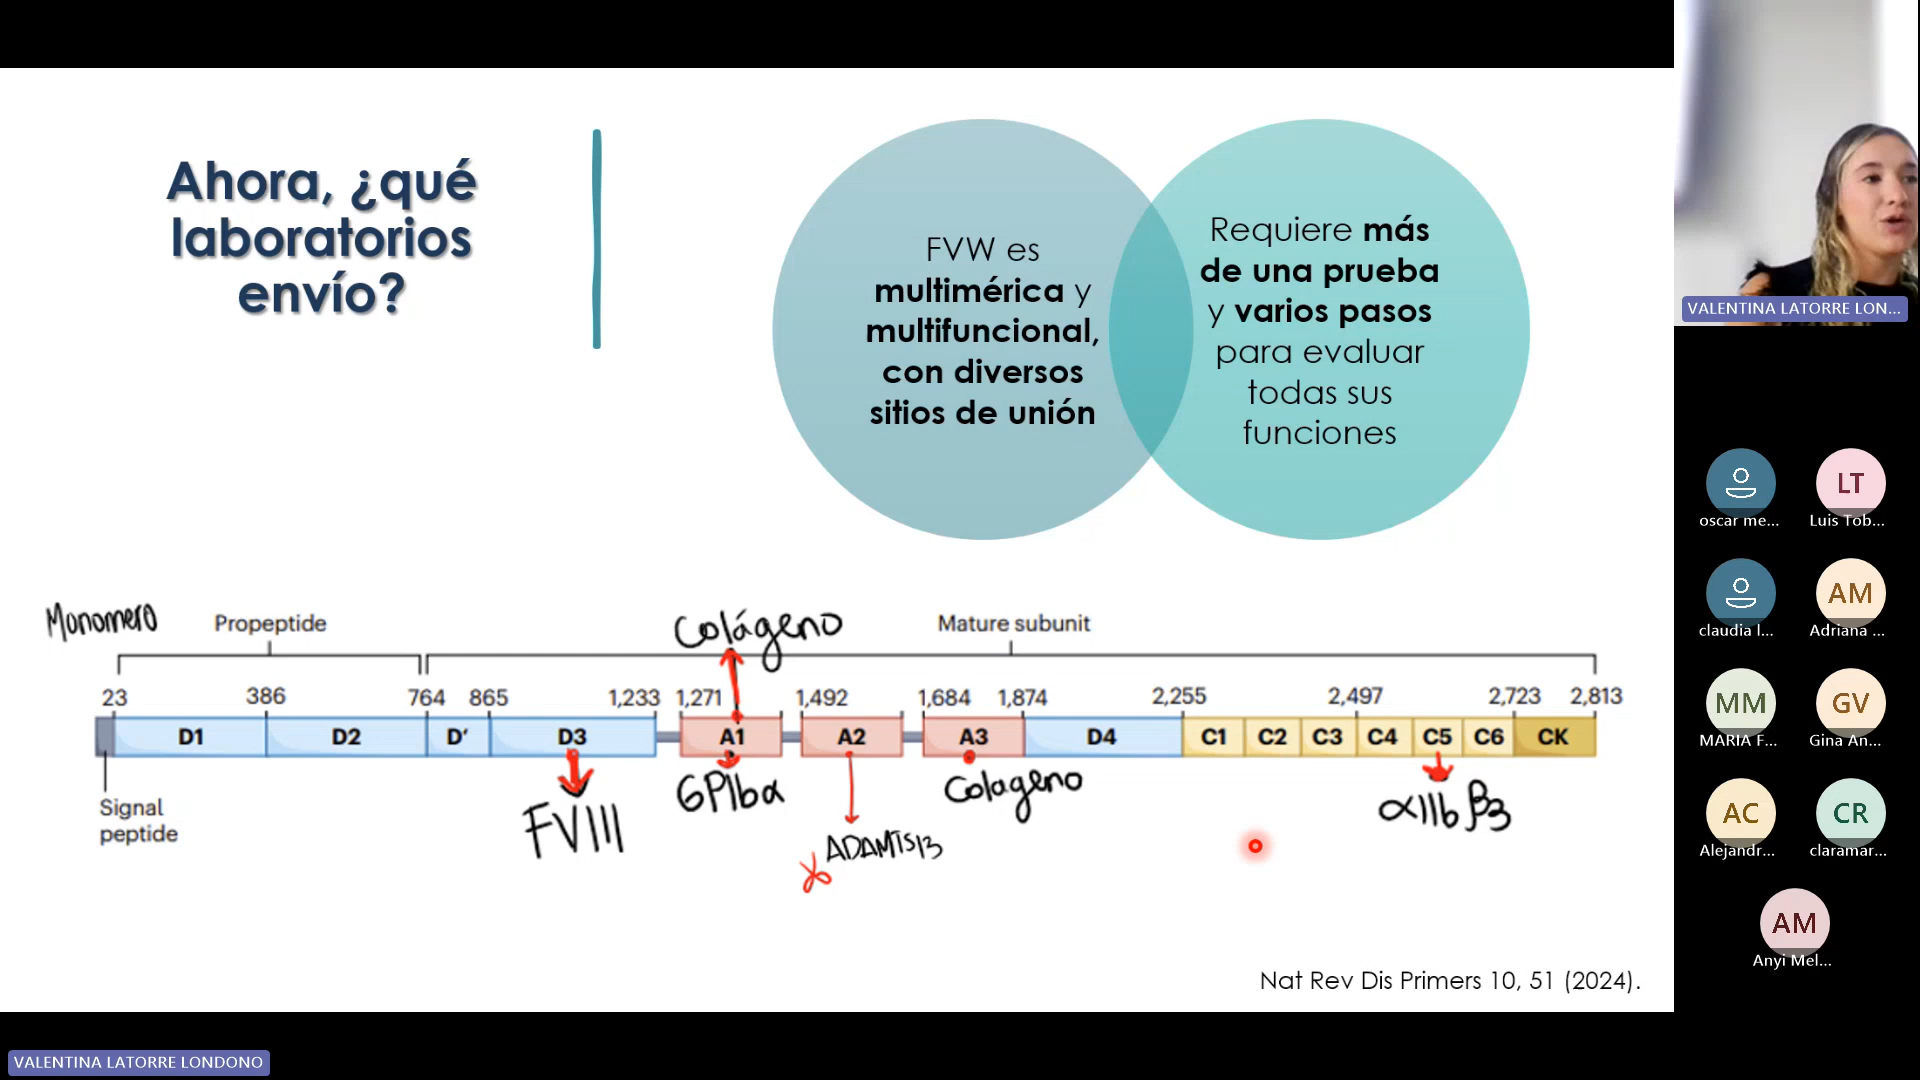 Ahora, ¿qué
laboratorios
envío?
FVW es
multimérica y
multifuncional,
con diversos
sitios de unión
Requiere más
de una prueba
y varios pasos
para evaluar
todas sus
funciones
Monomero
Propeptide
Colágeno
Mature subunit
23 386 764 865 1,233 1,271 1,492 1,684 1,874 2,255 2,497 2,723 2,813
D1 D2 D' D3 A1 A2 A3 D4 C1 C2 C3 C4 C5 C6 CK
Signal
peptide
FVIII
GPIbα
ADAMTS13
Colageno
αIIb β3
Nat Rev Dis Primers 10, 51 (2024).
VALENTINA LATORRE LONDONO
VALENTINA LATORRE LON...
oscar me...
LT
Luis Tob...
claudia l...
AM
Adriana ...
MM
MARIA F...
GV
Gina An...
AC
Alejandr...
CR
claramar...
AM
Anyi Mel...